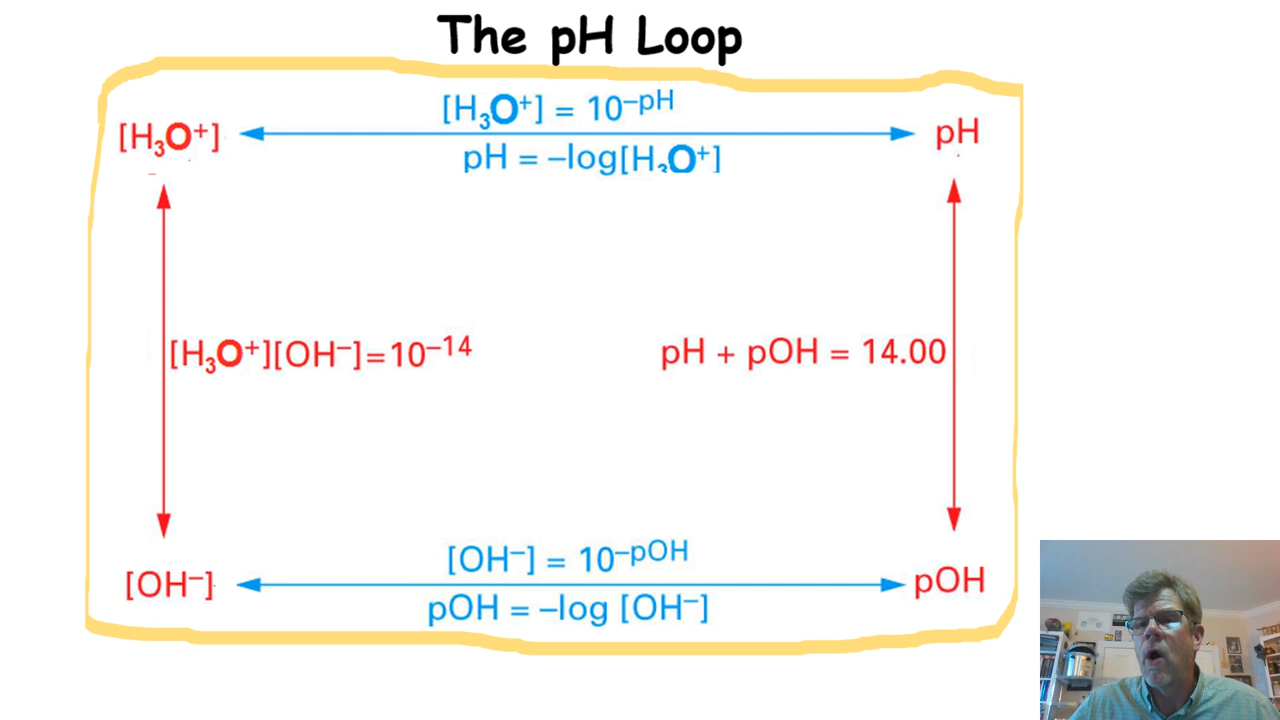 The pH Loop
[H₃O⁺] = 10⁻ᵖᴴ
[H₃O⁺]
pH
pH = –log[H₃O⁺]
[H₃O⁺][OH⁻]=10⁻¹⁴
pH + pOH = 14.00
[OH⁻] = 10⁻ᵖᴼᴴ
[OH⁻]
pOH
pOH = –log [OH⁻]